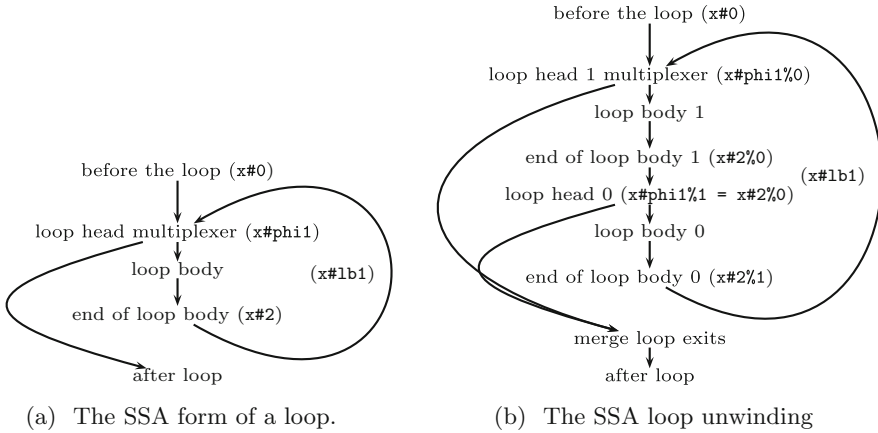 before the loop (x#0)
loop head multiplexer (x#phi1)
loop body
(x#lb1)
end of loop body (x#2)
after loop
(a) The SSA form of a loop.
before the loop (x#0)
loop head 1 multiplexer (x#phi1%0)
loop body 1
end of loop body 1 (x#2%0)
(x#lb1)
loop head 0 (x#phi1%1 = x#2%0)
loop body 0
end of loop body 0 (x#2%1)
merge loop exits
after loop
(b) The SSA loop unwinding